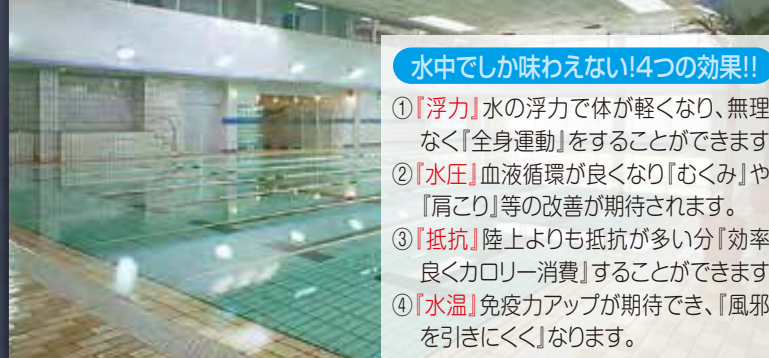 水中でしか味わえない!4つの効果!!
①『浮力』水の浮力で体が軽くなり、無理
なく『全身運動』をすることができます
②『水圧』血液循環が良くなり『むくみ』や
『肩こり』等の改善が期待されます。
③『抵抗』陸上よりも抵抗が多い分『効率
良くカロリー消費』することができます
④『水温』免疫力アップが期待でき、『風邪
を引きにくく』なります。